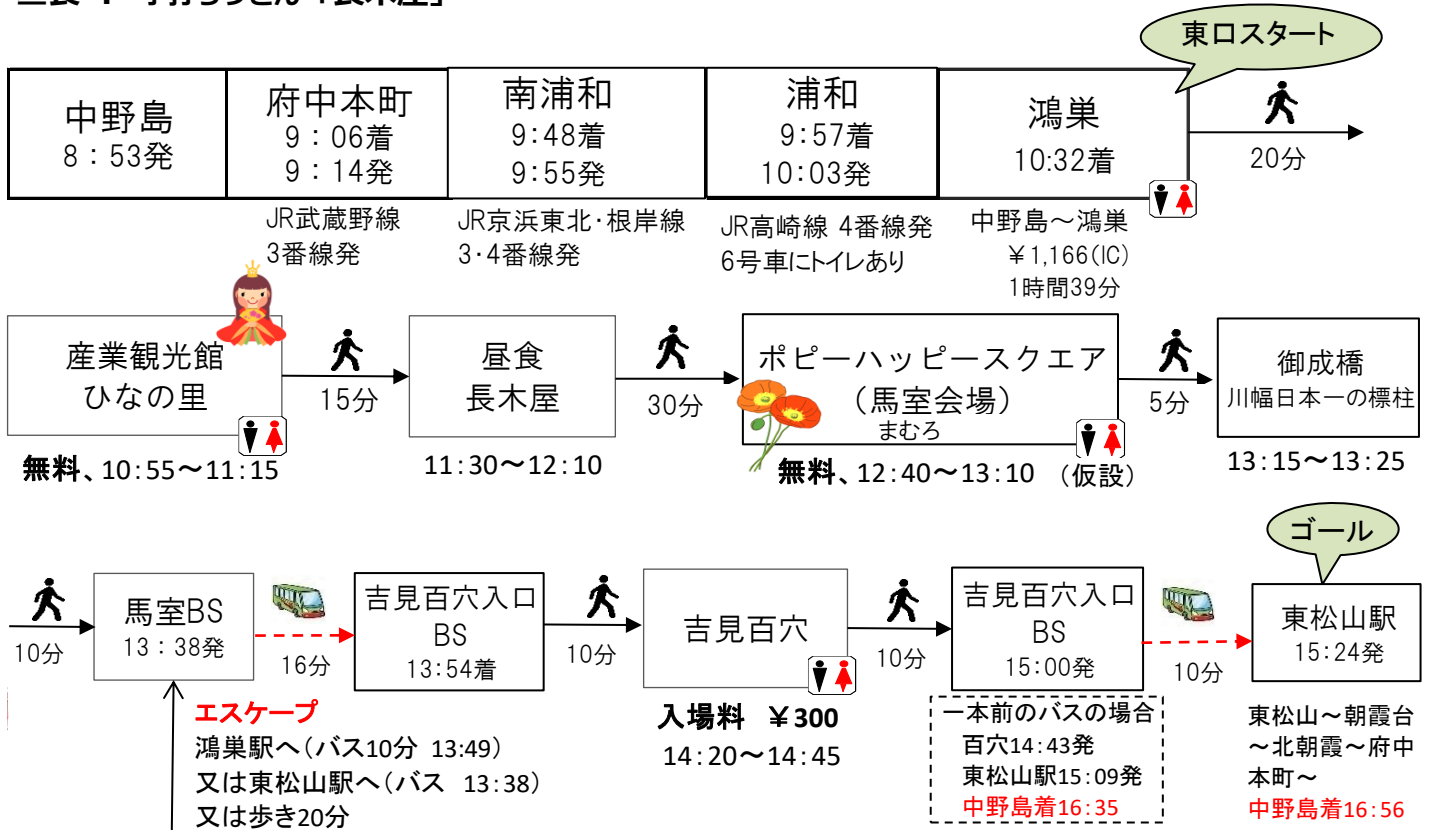 東口スタート
中野島
8：53発
府中本町
9：06着
9：14発
南浦和
9:48着
9:55発
浦和
9:57着
10:03発
鴻巣
10:32着
20分
JR武蔵野線
3番線発
JR京浜東北・根岸線
3・4番線発
JR高崎線 4番線発
6号車にトイレあり
中野島～鴻巣
￥1,166(IC)
1時間39分
産業観光館
ひなの里
15分
昼食
長木屋
30分
ポピーハッピースクエア
（馬室会場）
まむろ
5分
御成橋
川幅日本一の標柱
無料、10:55～11:15
11:30～12:10
無料、12:40～13:10 （仮設）
13:15～13:25
ゴール
10分
馬室BS
13：38発
16分
吉見百穴入口
BS
13:54着
10分
吉見百穴
10分
吉見百穴入口
BS
15:00発
10分
東松山駅
15:24発
エスケープ
鴻巣駅へ（バス10分 13:49）
又は東松山駅へ（バス 13:38）
又は歩き20分
入場料 ￥300
14:20～14:45
一本前のバスの場合
百穴14:43発
東松山駅15:09発
中野島着16:35
東松山～朝霞台
～北朝霞～府中
本町～
中野島着16:56